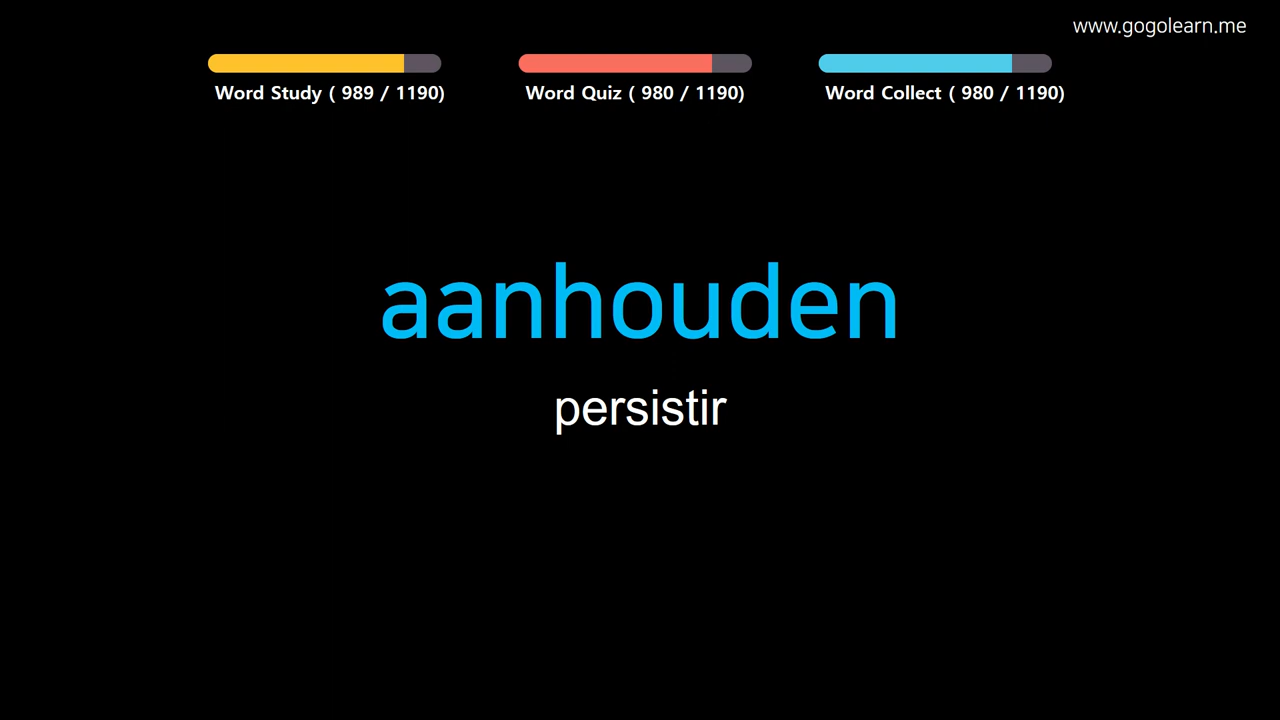 www.gogolearn.me
Word Study ( 989 / 1190)
Word Quiz ( 980 / 1190)
Word Collect ( 980 / 1190)
aanhouden
persistir